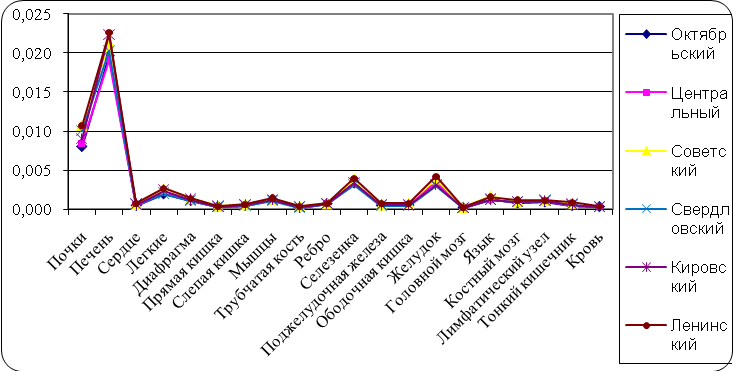 0,025
0,020
0,015
0,010
0,005
0,000
Почки
Печень
Сердце
Легкие
Диафрагма
Прямая кишка
Слепая кишка
Мышцы
Трубчатая кость
Ребро
Селезенка
Поджелудочная железа
Ободочная кишка
Желудок
Головной мозг
Язык
Костный мозг
Лимфатический узел
Тонкий кишечник
Кровь
Октябр
ьский
Центра
льный
Советс
кий
Свердл
овский
Кировс
кий
Ленинс
кий